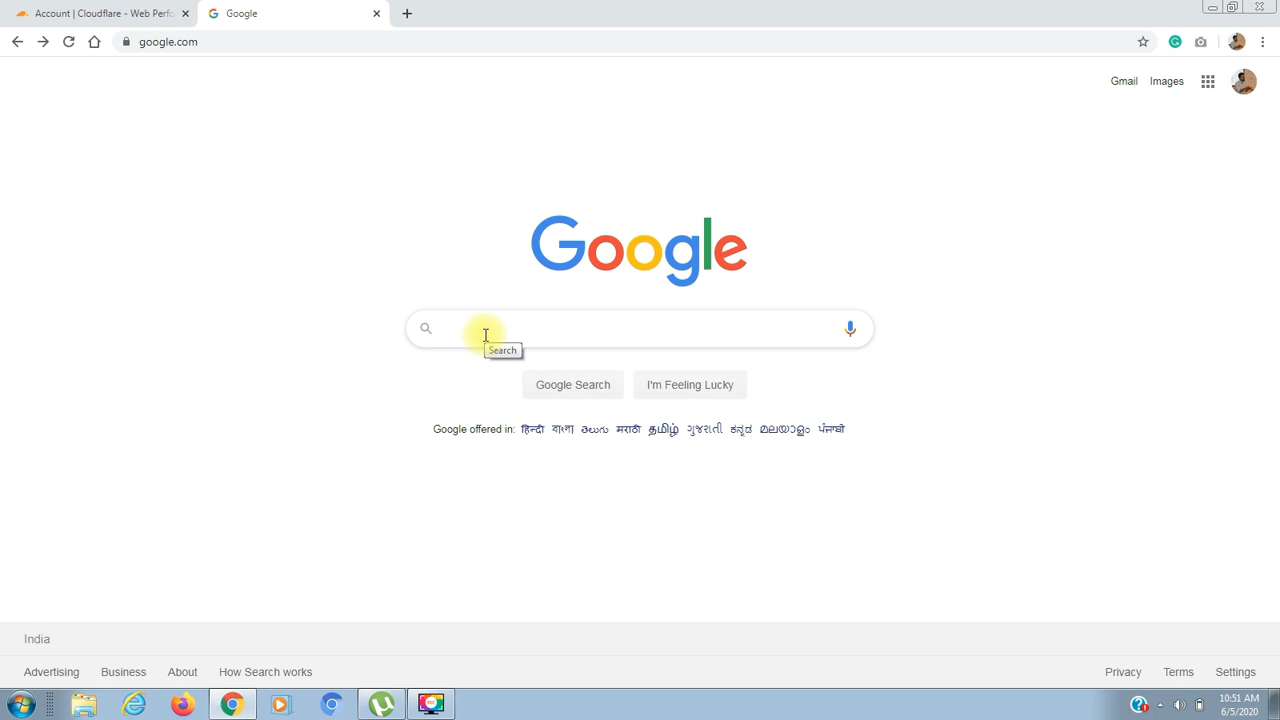 Account | Cloudflare - Web Perfo
Google
google.com
Gmail Images
Google
Search
Google Search I'm Feeling Lucky
Google offered in: हिन्दी বাংলা తెలుగు मराठी தமிழ் ગુજરાતી ಕನ್ನಡ മലയാളം ਪੰਜਾਬੀ
India
Advertising Business About How Search works Privacy Terms Settings
10:51 AM
6/5/2020